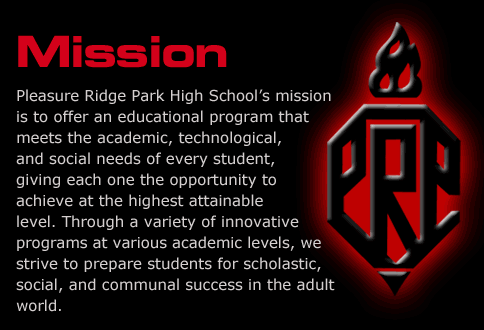 Mission
Pleasure Ridge Park High School’s mission
is to offer an educational program that
meets the academic, technological,
and social needs of every student,
giving each one the opportunity to
achieve at the highest attainable
level. Through a variety of innovative
programs at various academic levels, we
strive to prepare students for scholastic,
social, and communal success in the adult
world.
PRP